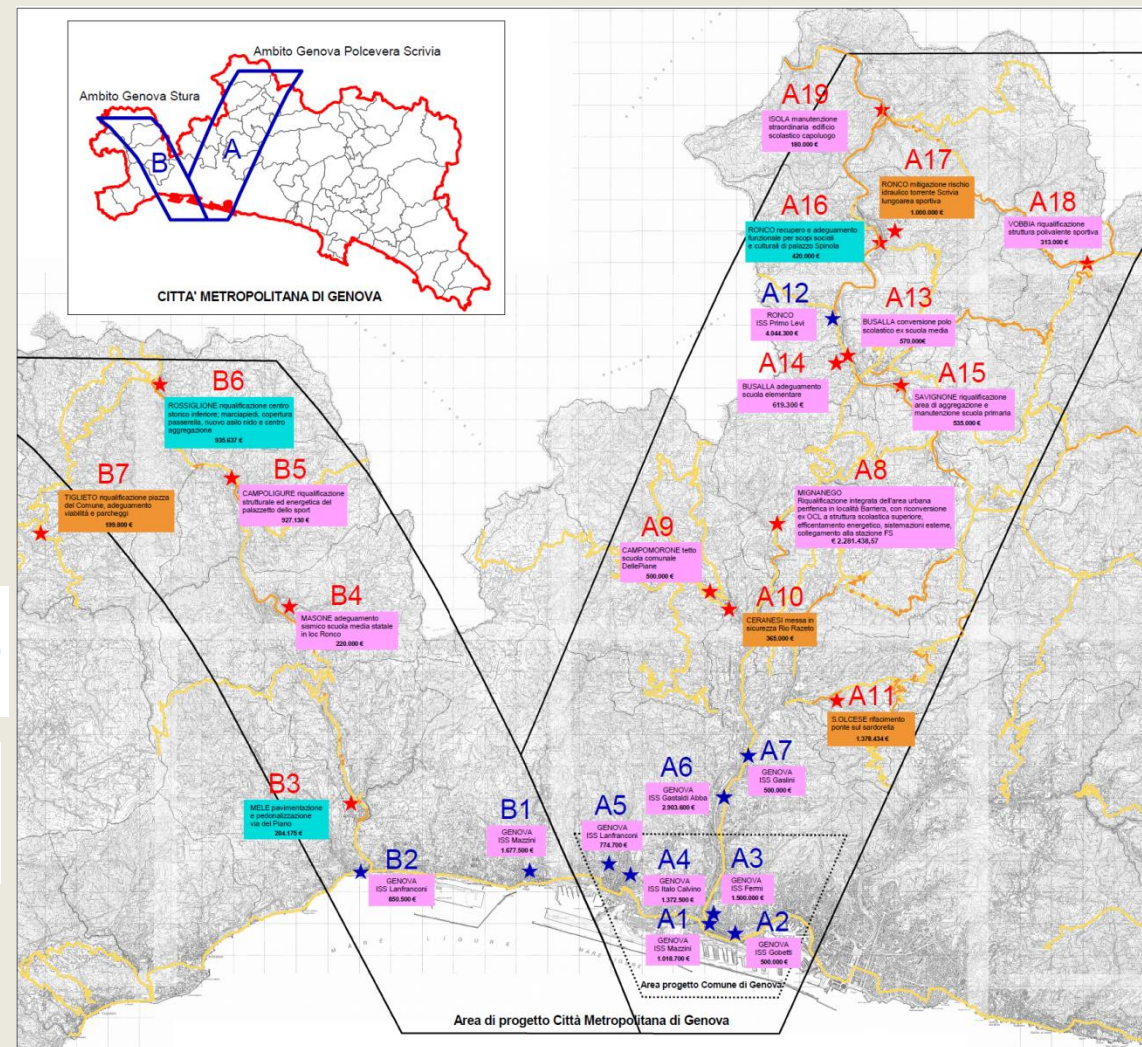 Ambito Genova Polcevera Scrivia
Ambito Genova Stura
B
A
CITTA' METROPOLITANA DI GENOVA
A19
ISOLA manutenzione
straordinaria edificio
scolastico capoluogo
180.000 €
A17
RONCO mitigazione rischio
idraulico torrente Scrivia
lungoarea sportiva
1.000.000 €
A16
RONCO recupero e adeguamento
funzionale per scopi sociali
e culturali di palazzo Spinola
420.000 €
A18
VOBBIA riqualificazione
struttura polivalente sportiva
313.000 €
A12
RONCO
ISS Primo Levi
4.044.300 €
A13
BUSALLA conversione polo
scolastico ex scuola media
570.000€
A14
BUSALLA adeguamento
scuola elementare
619.300 €
A15
SAVIGNONE riqualificazione
area di aggregazione e
manutenzione scuola primaria
535.000 €
B6
ROSSIGLIONE riqualificazione centro
storico inferiore; marciapiedi, copertura
passerella, nuovo asilo nido e centro
aggregazione
935.637 €
B7
TIGLIETO riqualificazione piazza
del Comune, adeguamento
viabilità e parcheggi
199.800 €
B5
CAMPOLIGURE riqualificazione
strutturale ed energetica del
palazzetto dello sport
927.130 €
A8
MIGNANEGO
Riqualificazione integrata dell'area urbana
periferica in località Barriera, con riconversione
ex OCL a struttura scolastica superiore,
efficentamento energetico, sistemazioni esterne,
collegamento alla stazione FS
€ 2.281.438,57
A9
CAMPOMORONE tetto
scuola comunale
DellePiane
500.000 €
A10
CERANESI messa in
sicurezza Rio Razeto
365.000 €
B4
MASONE adeguamento
sismico scuola media statale
in loc Ronco
220.000 €
A11
S.OLCESE rifacimento
ponte sul sardorella
1.378.434 €
B3
MELE pavimentazione
e pedonalizzazione
via del Piano
204.175 €
A7
GENOVA
ISS Gaslini
500.000 €
A6
GENOVA
ISS Gastaldi Abba
2.903.600 €
B1
GENOVA
ISS Mazzini
1.677.500 €
A5
GENOVA
ISS Lanfranconi
774.700 €
B2
GENOVA
ISS Lanfranconi
850.500 €
A4
GENOVA
ISS Italo Calvino
1.372.500 €
A3
GENOVA
ISS Fermi
1.500.000 €
A1
GENOVA
ISS Mazzini
1.018.700 €
A2
GENOVA
ISS Gobetti
500.000 €
MARE LIGURE
Area progetto Comune di Genova
Area di progetto Città Metropolitana di Genova